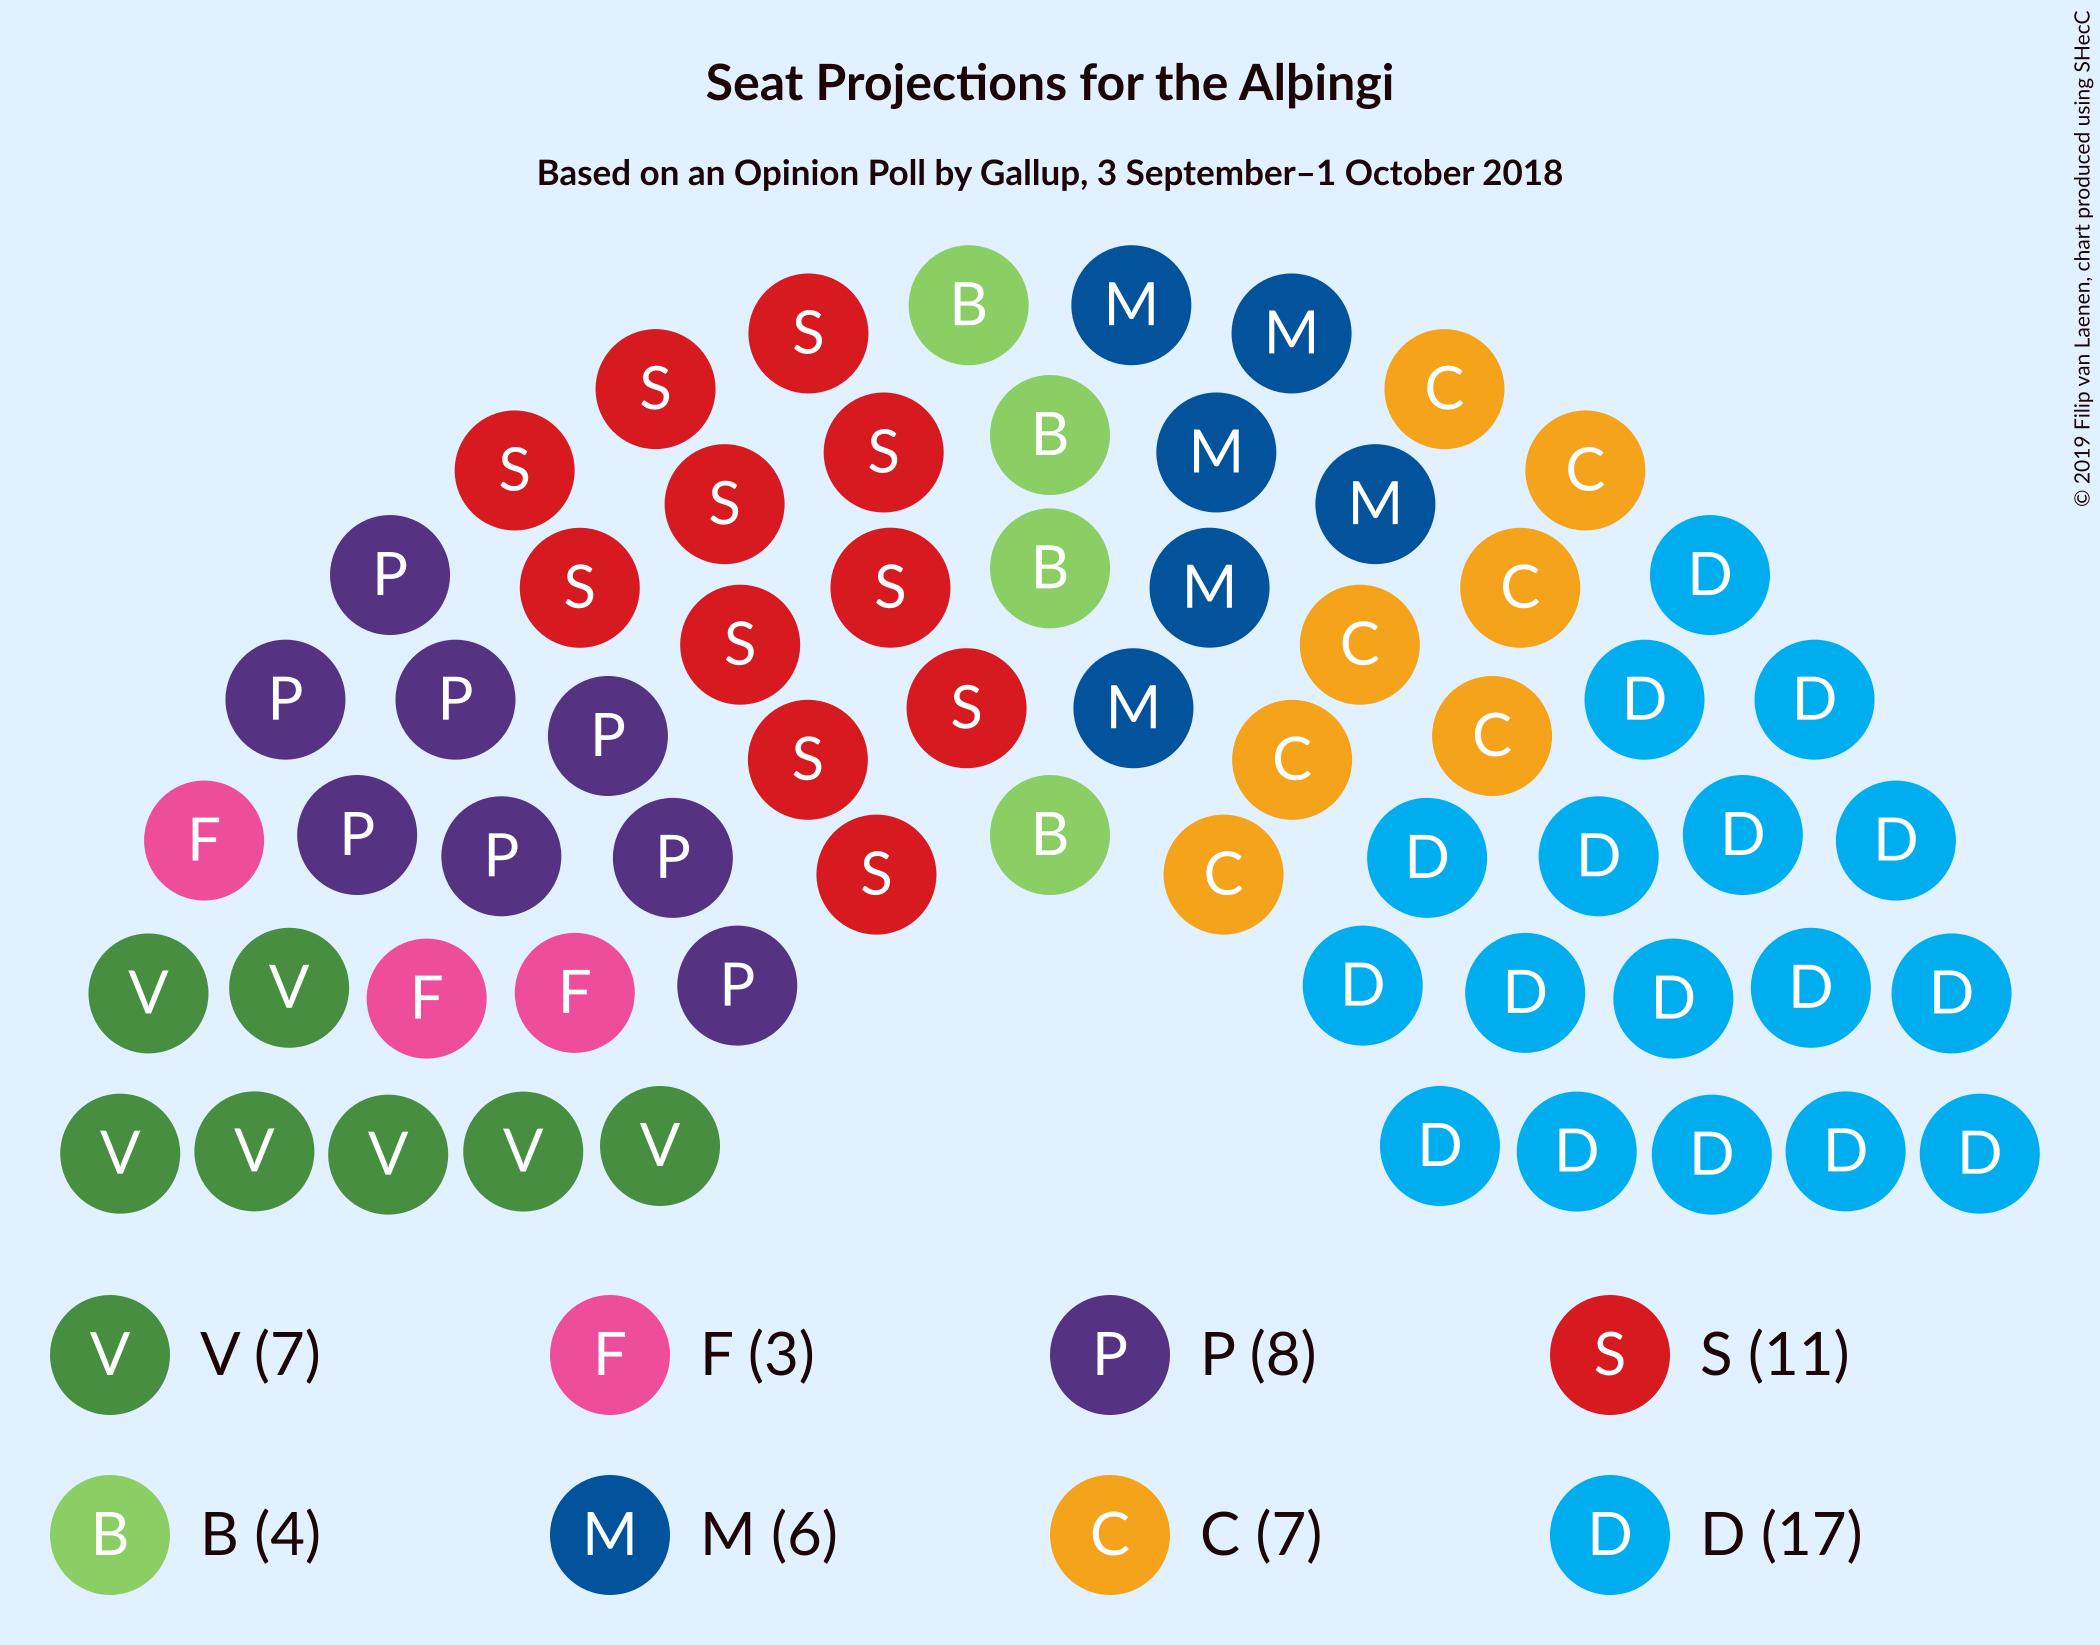 Seat Projections for the Alþingi
Based on an Opinion Poll by Gallup, 3 September–1 October 2018
© 2019 Filip van Laenen, chart produced using SHecC
B M
S M
S C
S B C
S M
S M
P B D
S S M C
S C
P P S M D D
P C
S C
F P P P S B C D D D D
V V F F P D D D D D
V V V V V D D D D D
V V (7) F F (3) P P (8) S S (11)
B B (4) M M (6) C C (7) D D (17)